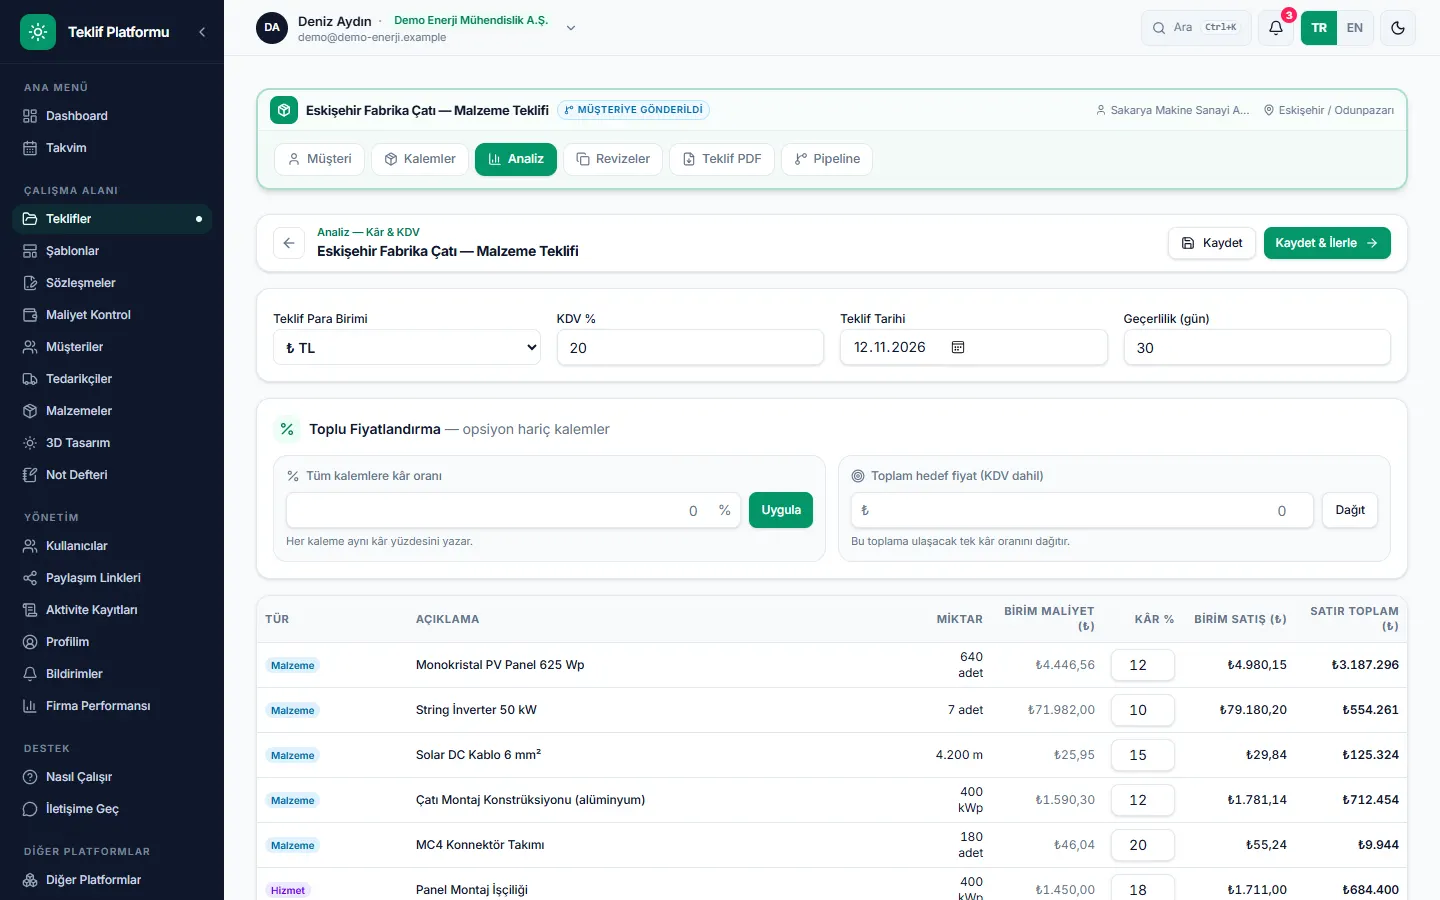 Teklif Platformu
ANA MENÜ
Dashboard
Takvim
ÇALIŞMA ALANI
Teklifler
Şablonlar
Sözleşmeler
Maliyet Kontrol
Müşteriler
Tedarikçiler
Malzemeler
3D Tasarım
Not Defteri
YÖNETİM
Kullanıcılar
Paylaşım Linkleri
Aktivite Kayıtları
Profilim
Bildirimler
Firma Performansı
DESTEK
Nasıl Çalışır
İletişime Geç
DİĞER PLATFORMLAR
Diğer Platformlar
DA
Deniz Aydın · Demo Enerji Mühendislik A.Ş.
demo@demo-enerji.example
Ara Ctrl+K
3
TR EN
Eskişehir Fabrika Çatı — Malzeme Teklifi MÜŞTERİYE GÖNDERİLDİ
Sakarya Makine Sanayi A... Eskişehir / Odunpazarı
Müşteri Kalemler Analiz Revizeler Teklif PDF Pipeline
Analiz — Kâr & KDV
Eskişehir Fabrika Çatı — Malzeme Teklifi
Kaydet Kaydet & İlerle
Teklif Para Birimi KDV % Teklif Tarihi Geçerlilik (gün)
₺ TL 20 12.11.2026 30
Toplu Fiyatlandırma — opsiyon hariç kalemler
Tüm kalemlere kâr oranı
0 % Uygula
Her kaleme aynı kâr yüzdesini yazar.
Toplam hedef fiyat (KDV dahil)
₺ 0 Dağıt
Bu toplama ulaşacak tek kâr oranını dağıtır.
TÜR AÇIKLAMA MİKTAR BİRİM MALİYET (₺) KÂR % BİRİM SATIŞ (₺) SATIR TOPLAM (₺)
Malzeme Monokristal PV Panel 625 Wp 640 adet ₺4.446,56 12 ₺4.980,15 ₺3.187.296
Malzeme String İnverter 50 kW 7 adet ₺71.982,00 10 ₺79.180,20 ₺554.261
Malzeme Solar DC Kablo 6 mm² 4.200 m ₺25,95 15 ₺29,84 ₺125.324
Malzeme Çatı Montaj Konstrüksiyonu (alüminyum) 400 kWp ₺1.590,30 12 ₺1.781,14 ₺712.454
Malzeme MC4 Konnektör Takımı 180 adet ₺46,04 20 ₺55,24 ₺9.944
Hizmet Panel Montaj İşçiliği 400 kWp ₺1.450,00 18 ₺1.711,00 ₺684.400